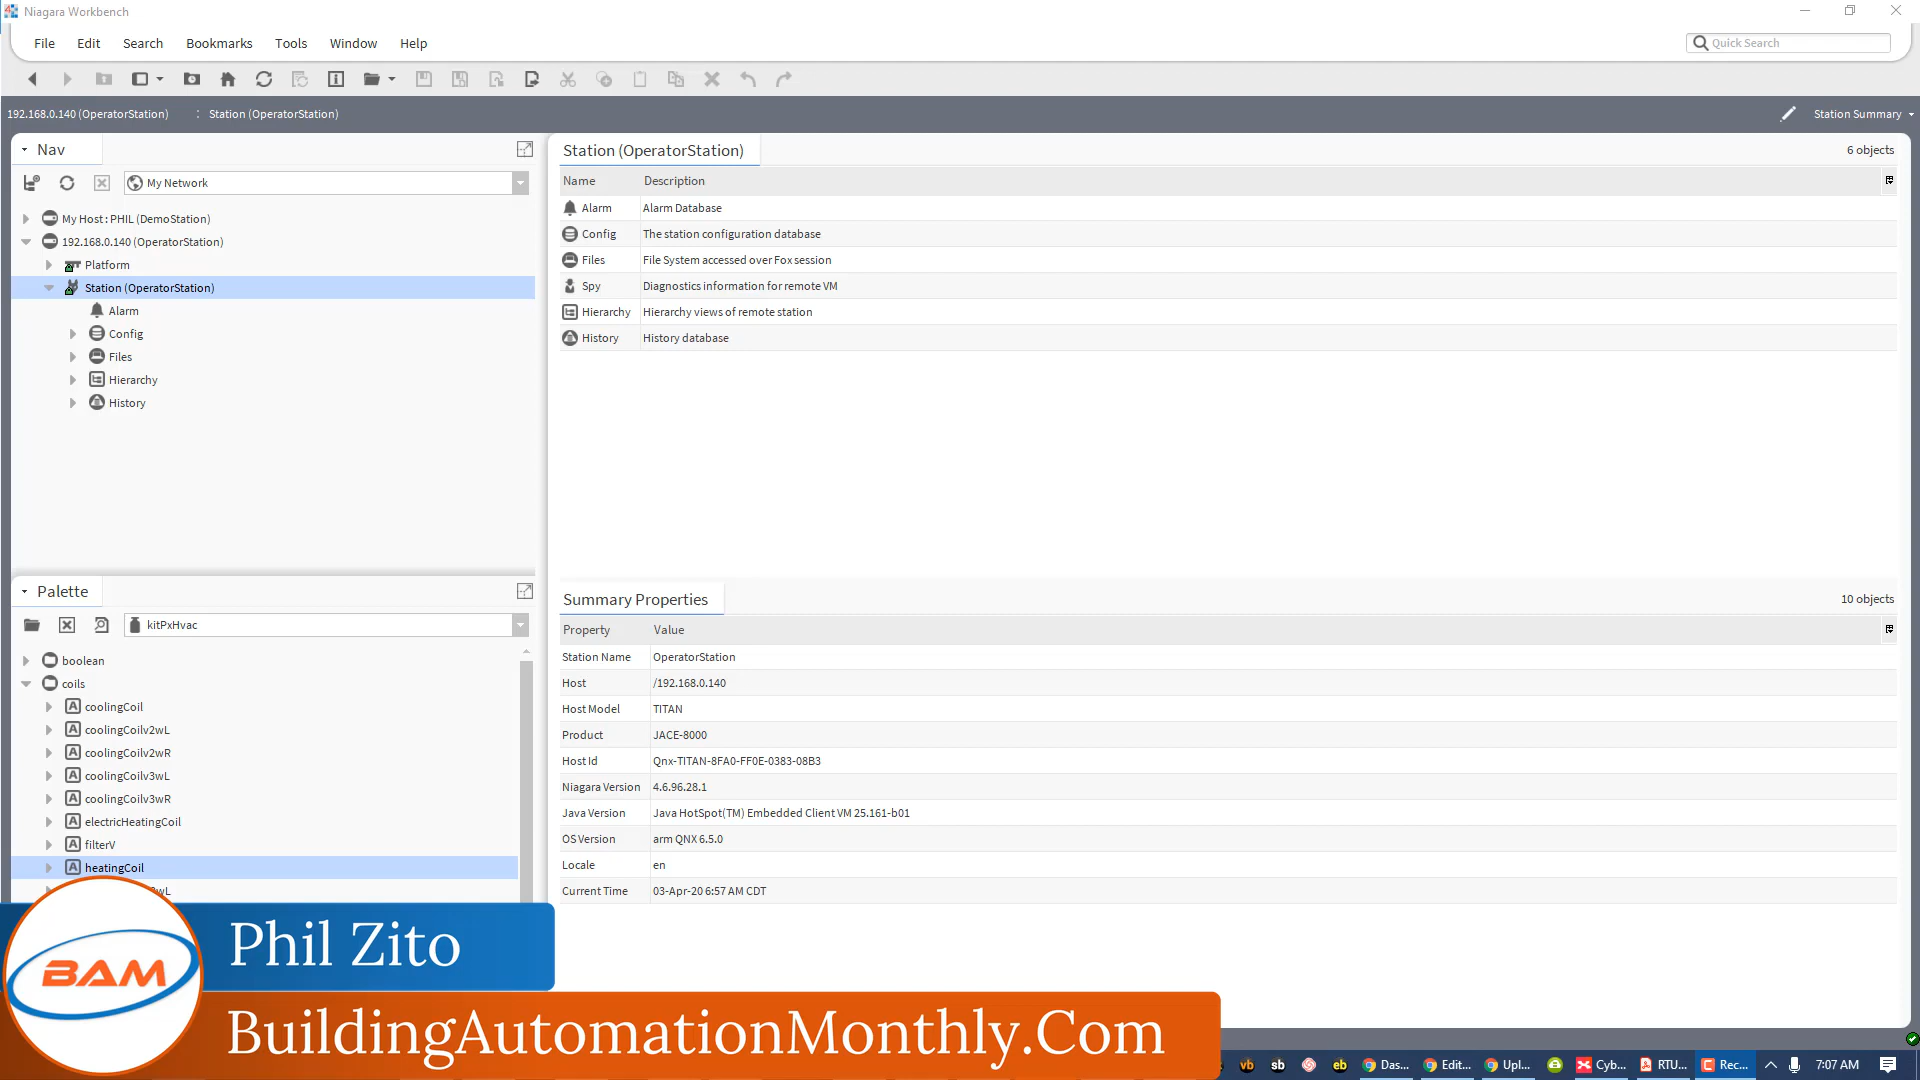 Niagara Workbench
File Edit Search Bookmarks Tools Window Help
Quick Search
192.168.0.140 (OperatorStation) : Station (OperatorStation)
Station Summary
Nav
My Network
My Host : PHIL (DemoStation)
192.168.0.140 (OperatorStation)
Platform
Station (OperatorStation)
Alarm
Config
Files
Hierarchy
History
Palette
kitPxHvac
boolean
coils
coolingCoil
coolingCoilv2wL
coolingCoilv2wR
coolingCoilv3wL
coolingCoilv3wR
electricHeatingCoil
filterV
heatingCoil
Station (OperatorStation)
6 objects
Name Description
Alarm Alarm Database
Config The station configuration database
Files File System accessed over Fox session
Spy Diagnostics information for remote VM
Hierarchy Hierarchy views of remote station
History History database
Summary Properties
10 objects
Property Value
Station Name OperatorStation
Host /192.168.0.140
Host Model TITAN
Product JACE-8000
Host Id Qnx-TITAN-8FA0-FF0E-0383-08B3
Niagara Version 4.6.96.28.1
Java Version Java HotSpot(TM) Embedded Client VM 25.161-b01
OS Version arm QNX 6.5.0
Locale en
Current Time 03-Apr-20 6:57 AM CDT
BAM
Phil Zito
BuildingAutomationMonthly.Com
vb sb eb Das... Edit... Upl... Cyb... RTU... Rec... 7:07 AM